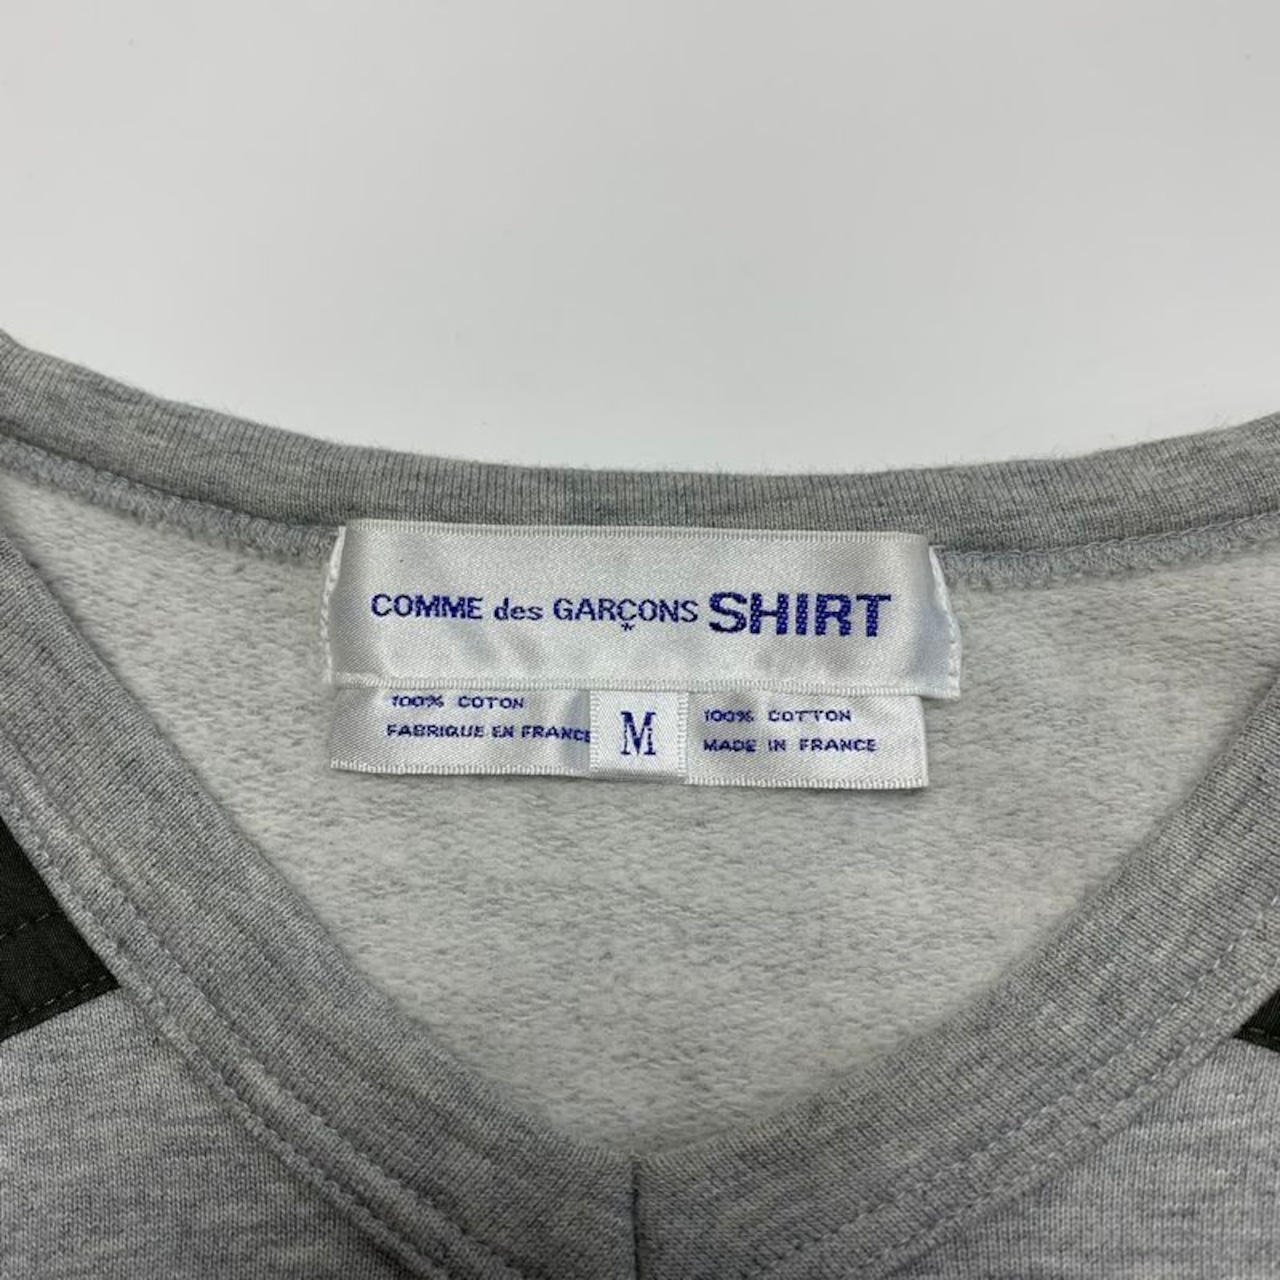 COMME des GARÇONS SHIRT
*
100% COTON
FABRIQUE EN FRANCE
M
100% COTTON
MADE IN FRANCE